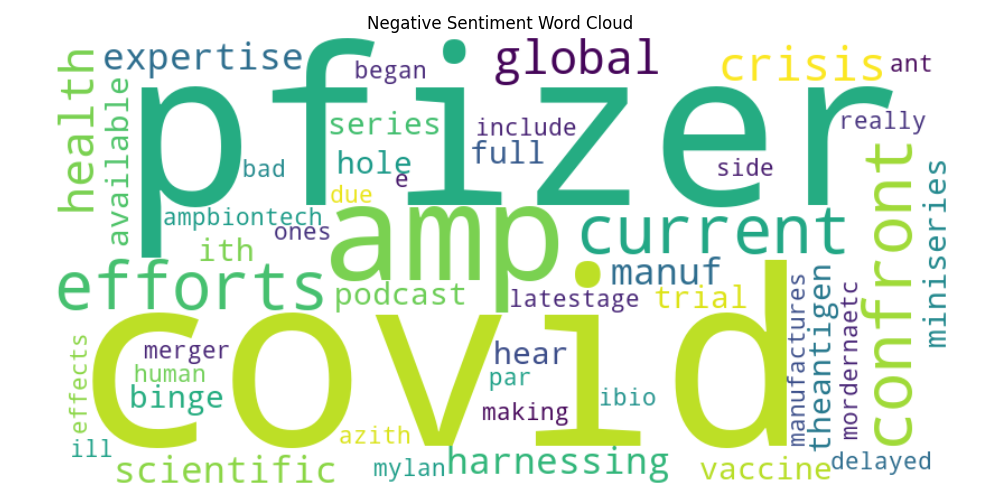 Negative Sentiment Word Cloud
pfizer
covid
amp
current
efforts
confront
global
crisis
expertise
health
available
began
ant
series
include
really
full
hole
e
bad
side
due
ampbiontech
ones
ith
manuf
podcast
latestage
trial
miniseries
manufactures
theantigen
mordernaetc
merger
hear
human
par
binge
effects
making
ibio
azith
ill
scientific
mylan
harnessing
vaccine
delayed